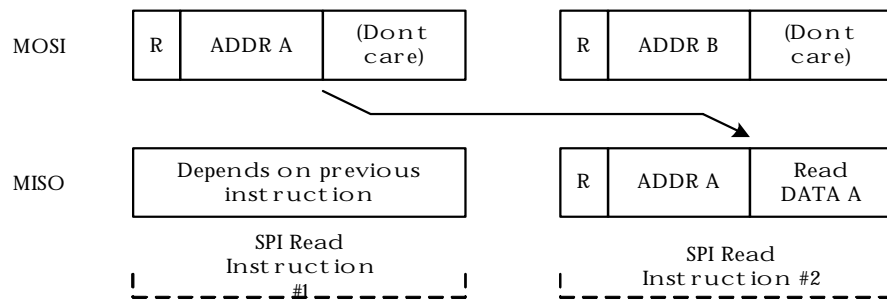 MOSI
R
ADDR A
(Dont
care)
R
ADDR B
(Dont
care)
MISO
Depends on previous
instruction
R
ADDR A
Read
DATA A
SPI Read
Instruction
#1
SPI Read
Instruction #2